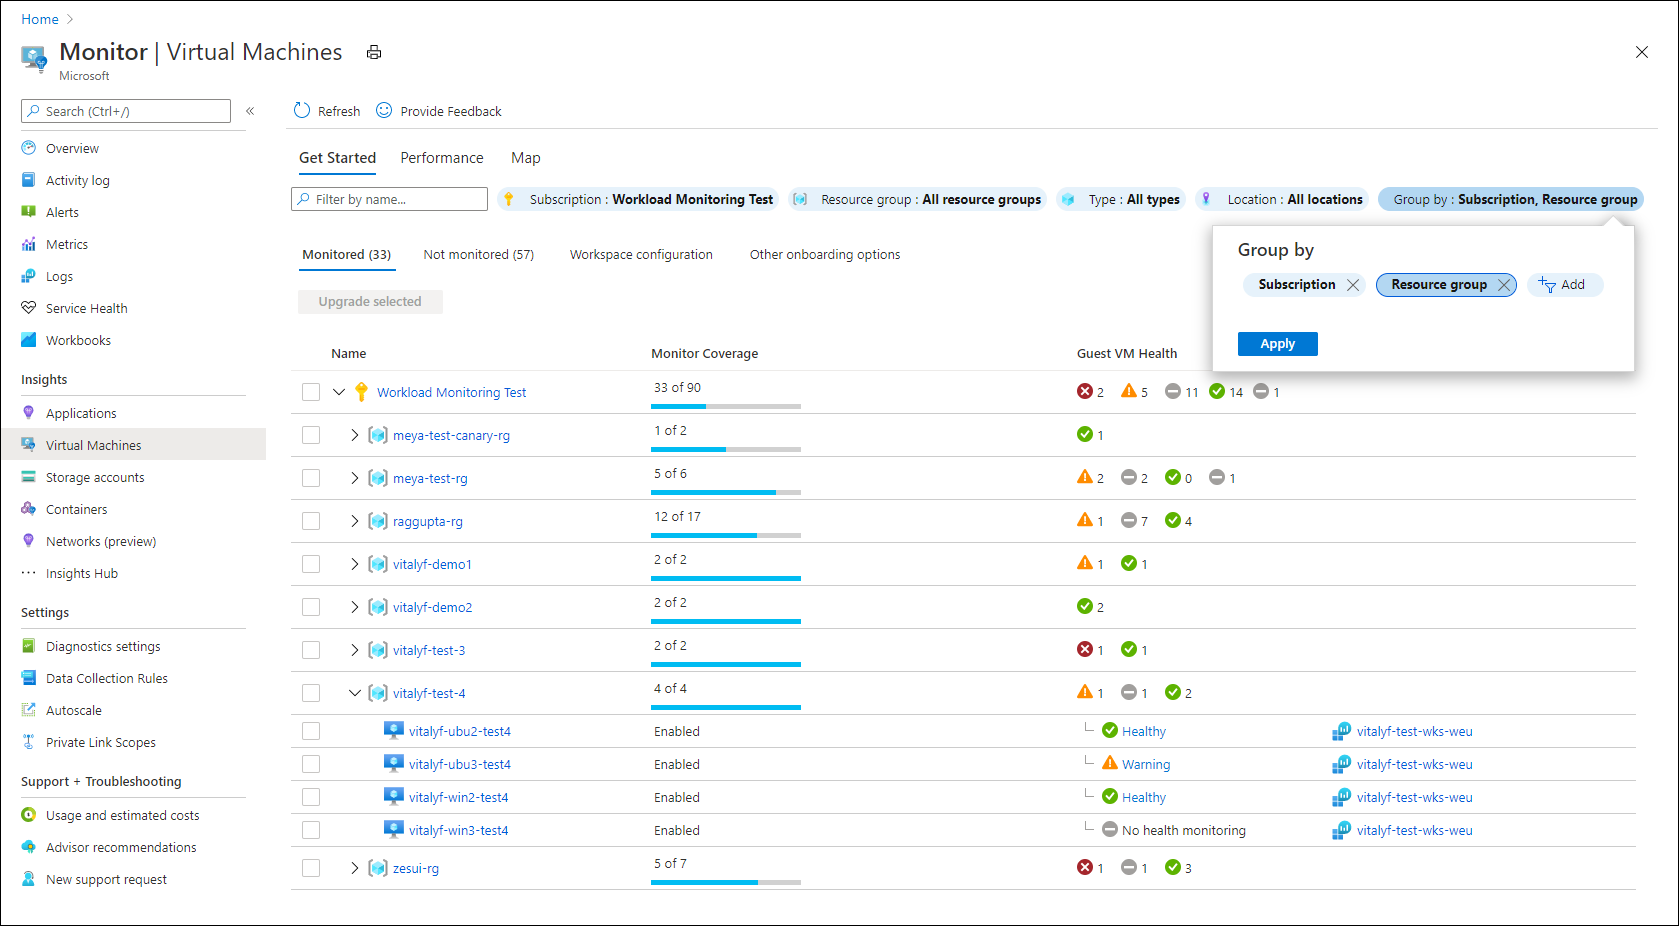 Home
Monitor | Virtual Machines
Microsoft
Search (Ctrl+/)
«
Overview
Activity log
Alerts
Metrics
Logs
Service Health
Workbooks
Insights
Applications
Virtual Machines
Storage accounts
Containers
Networks (preview)
Insights Hub
Settings
Diagnostics settings
Data Collection Rules
Autoscale
Private Link Scopes
Support + Troubleshooting
Usage and estimated costs
Advisor recommendations
New support request
Refresh Provide Feedback
Get Started Performance Map
Filter by name... Subscription : Workload Monitoring Test Resource group : All resource groups Type : All types Location : All locations Group by : Subscription, Resource group
Monitored (33) Not monitored (57) Workspace configuration Other onboarding options
Group by
Subscription Resource group Add
Apply
Upgrade selected
Name Monitor Coverage Guest VM Health
Workload Monitoring Test 33 of 90 2 5 11 14 1
meya-test-canary-rg 1 of 2 1
meya-test-rg 5 of 6 2 2 0 1
raggupta-rg 12 of 17 1 7 4
vitalyf-demo1 2 of 2 1 1
vitalyf-demo2 2 of 2 2
vitalyf-test-3 2 of 2 1 1
vitalyf-test-4 4 of 4 1 1 2
vitalyf-ubu2-test4 Enabled Healthy vitalyf-test-wks-weu
vitalyf-ubu3-test4 Enabled Warning vitalyf-test-wks-weu
vitalyf-win2-test4 Enabled Healthy vitalyf-test-wks-weu
vitalyf-win3-test4 Enabled No health monitoring vitalyf-test-wks-weu
zesui-rg 5 of 7 1 1 3